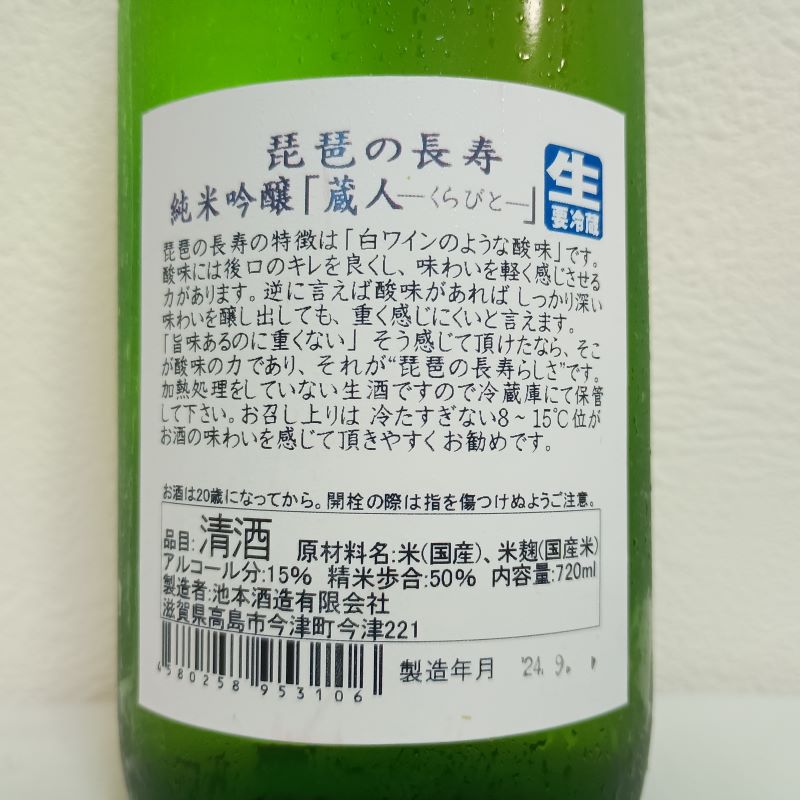 琵琶の長寿
純米吟醸「蔵人―くらびと―」
生
要冷蔵
琵琶の長寿の特徴は「白ワインのような酸味」です。
酸味には後口のキレを良くし、味わいを軽く感じさせる
力があります。逆に言えば酸味があればしっかり深い
味わいを醸し出しても、重く感じにくいと言えます。
「旨味あるのに重くない」そう感じて頂けたなら、そこ
が酸味の力であり、それが“琵琶の長寿らしさ”です。
加熱処理をしていない生酒ですので冷蔵庫にて保管
して下さい。お召し上りは 冷たすぎない8～15℃位が
お酒の味わいを感じて頂きやすくお勧めです。
お酒は20歳になってから。開栓の際は指を傷つけぬようご注意。
品目:清酒 原材料名:米(国産)、米麹(国産米)
アルコール分:15% 精米歩合:50% 内容量:720ml
製造者:池本酒造有限会社
滋賀県高島市今津町今津221
4580258 953106
製造年月 '24. 9.